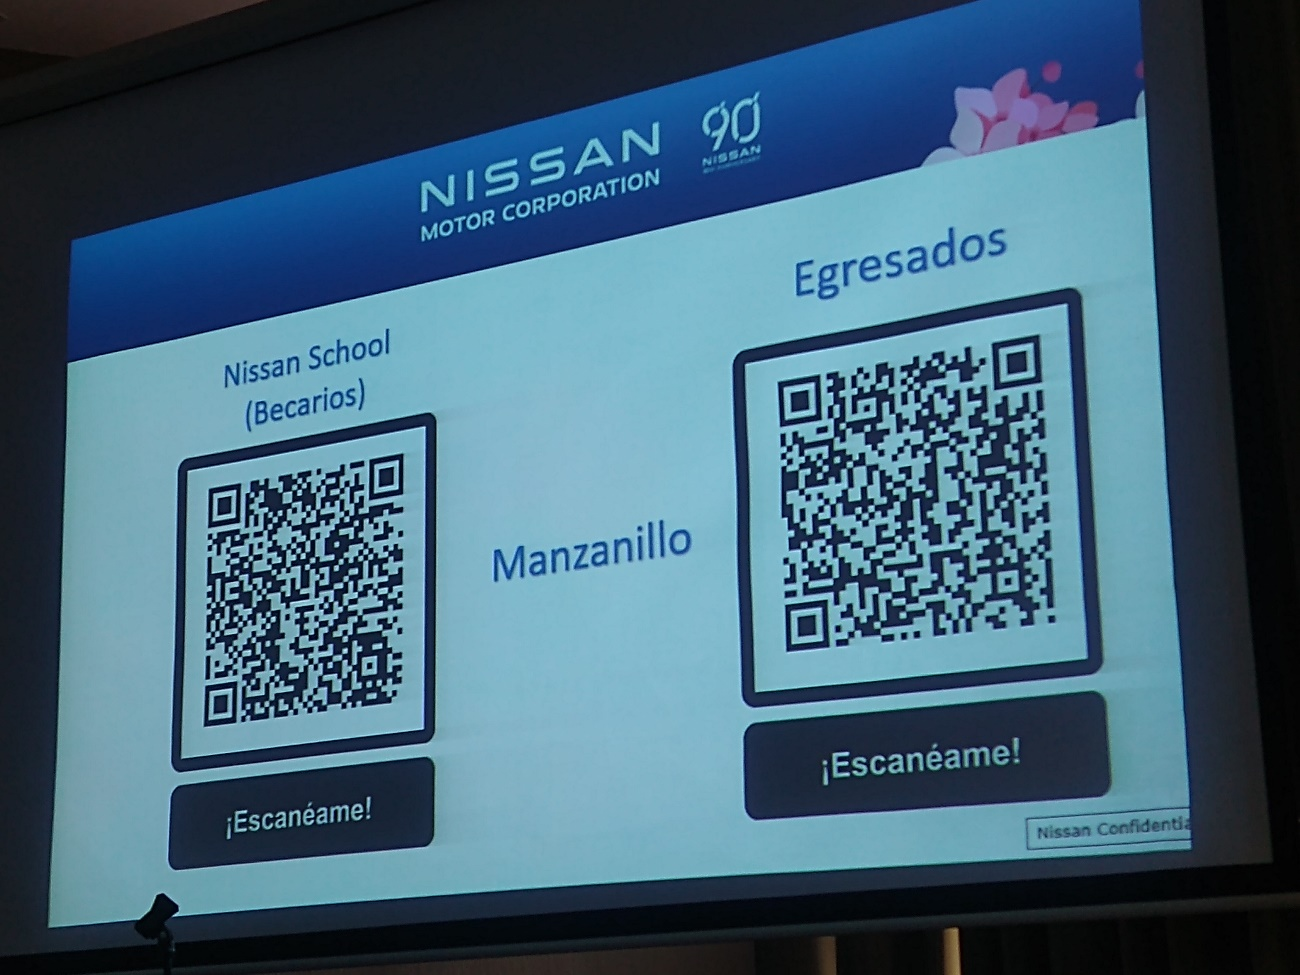 NISSAN
MOTOR CORPORATION
90
NISSAN
Nissan School
(Becarios)
¡Escanéame!
Manzanillo
Egresados
¡Escanéame!
Nissan Confidentia